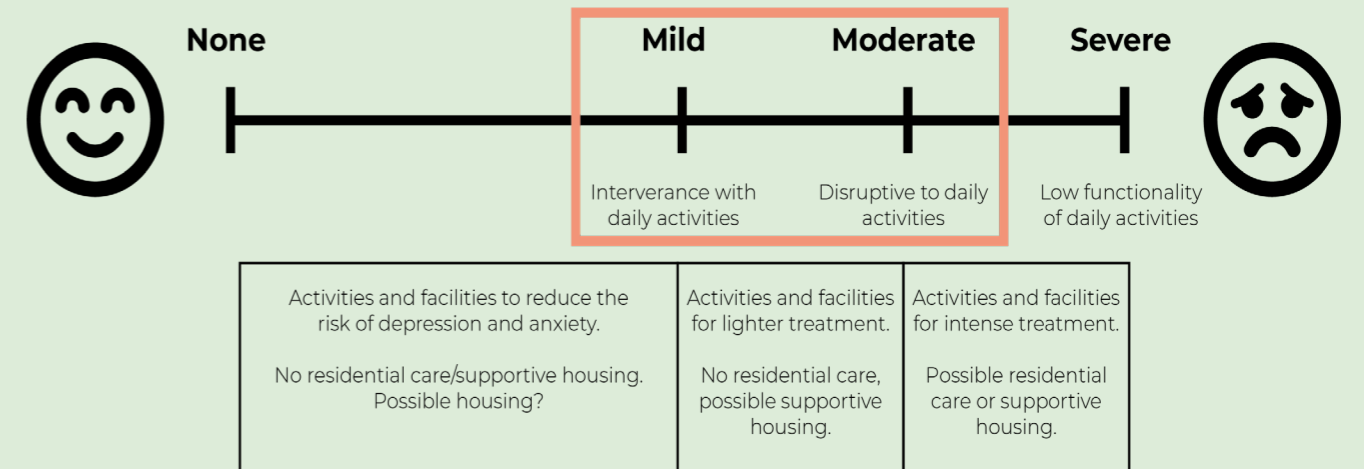 None
Mild
Moderate
Severe
Interverance with
daily activities
Disruptive to daily
activities
Low functionality
of daily activities
Activities and facilities to reduce the
risk of depression and anxiety.
No residential care/supportive housing.
Possible housing?
Activities and facilities
for lighter treatment.
No residential care,
possible supportive
housing.
Activities and facilities
for intense treatment.
Possible residential
care or supportive
housing.